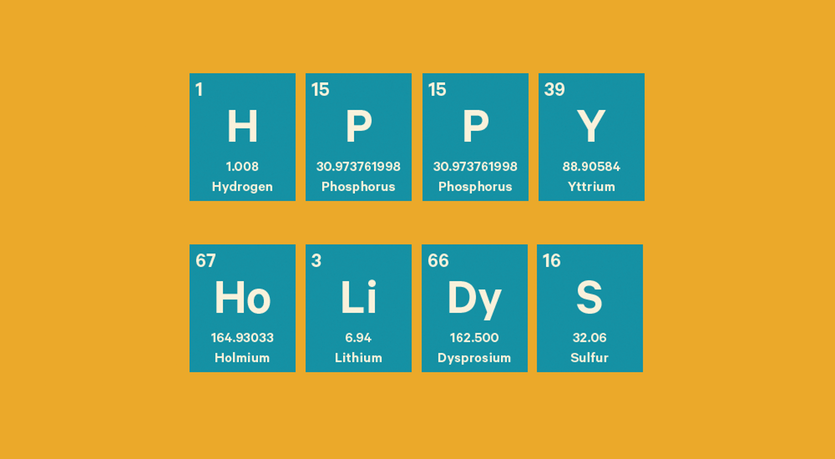 1 15 15 39
H P P Y
1.008 30.973761998 30.973761998 88.90584
Hydrogen Phosphorus Phosphorus Yttrium
67 3 66 16
Ho Li Dy S
164.93033 6.94 162.500 32.06
Holmium Lithium Dysprosium Sulfur